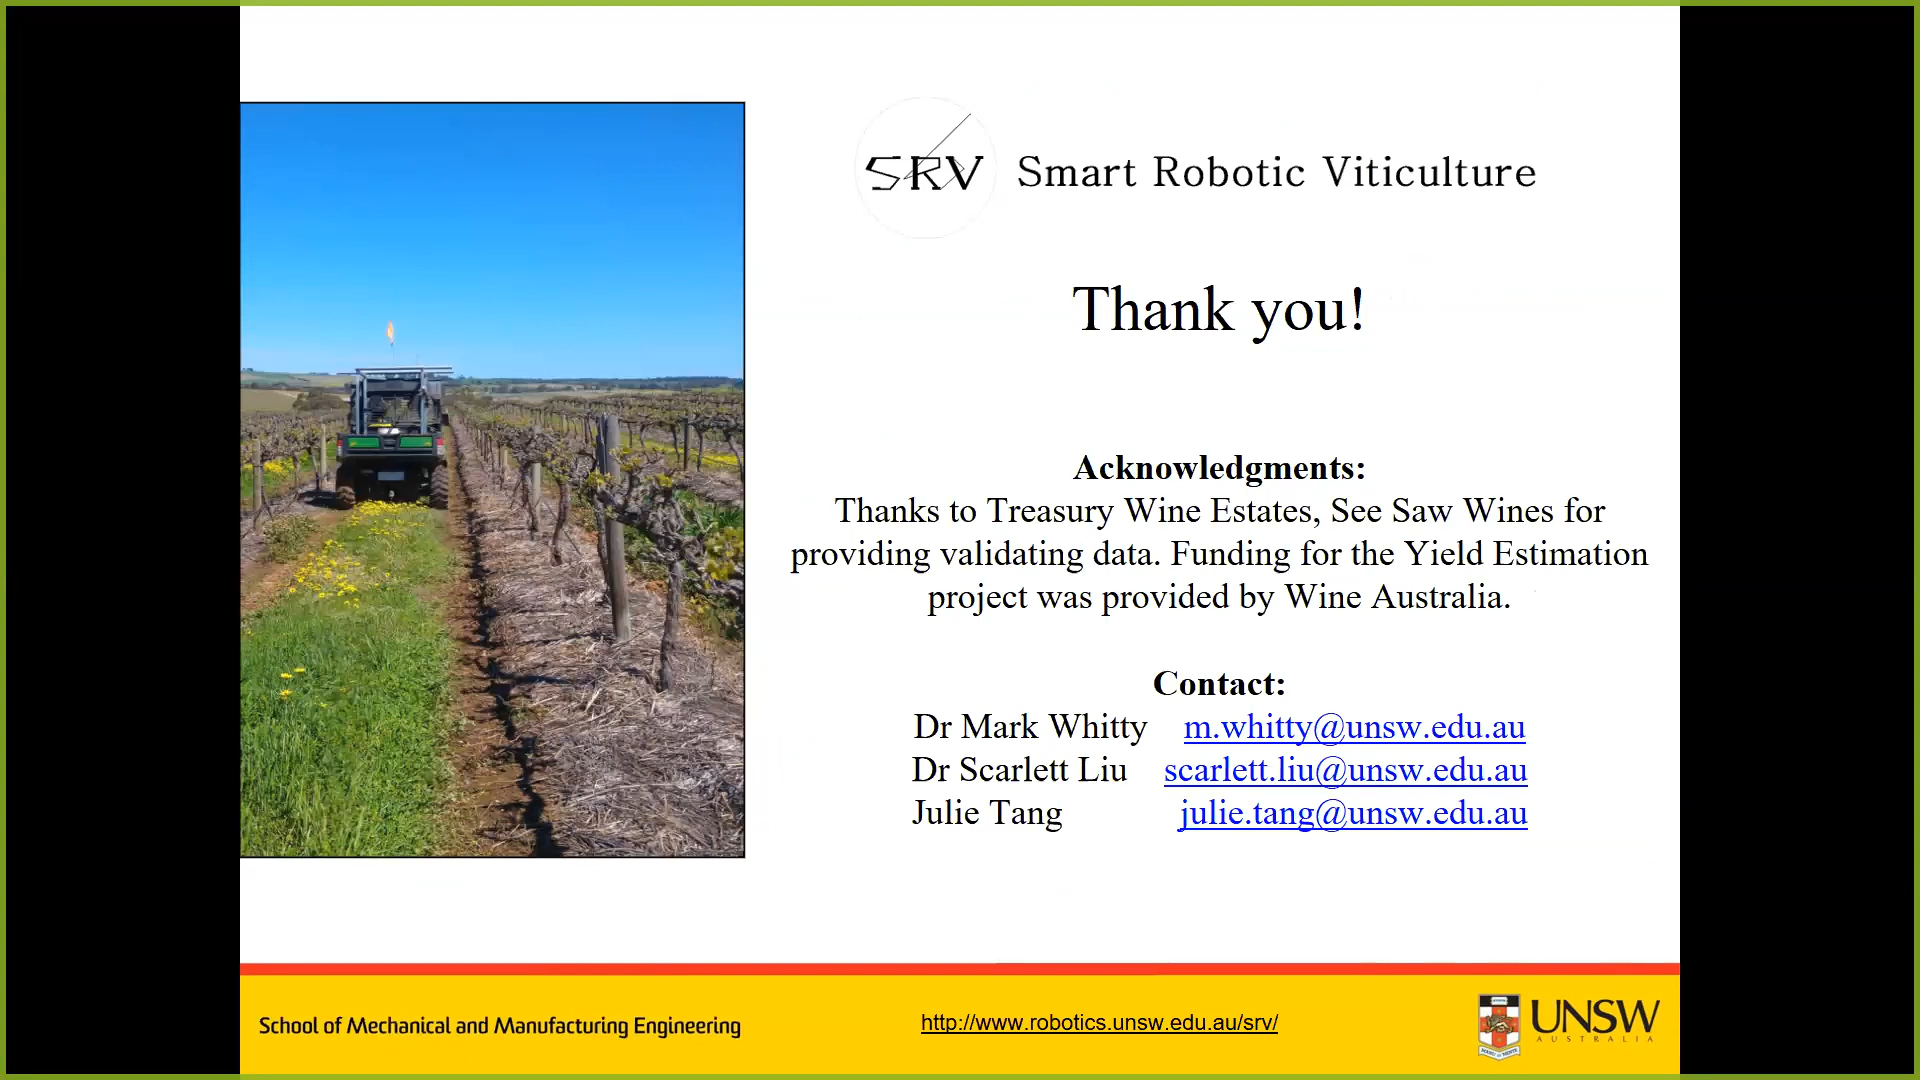 SRV Smart Robotic Viticulture
Thank you!
Acknowledgments:
Thanks to Treasury Wine Estates, See Saw Wines for
providing validating data. Funding for the Yield Estimation
project was provided by Wine Australia.
Contact:
Dr Mark Whitty m.whitty@unsw.edu.au
Dr Scarlett Liu scarlett.liu@unsw.edu.au
Julie Tang julie.tang@unsw.edu.au
School of Mechanical and Manufacturing Engineering
http://www.robotics.unsw.edu.au/srv/
UNSW
AUSTRALIA